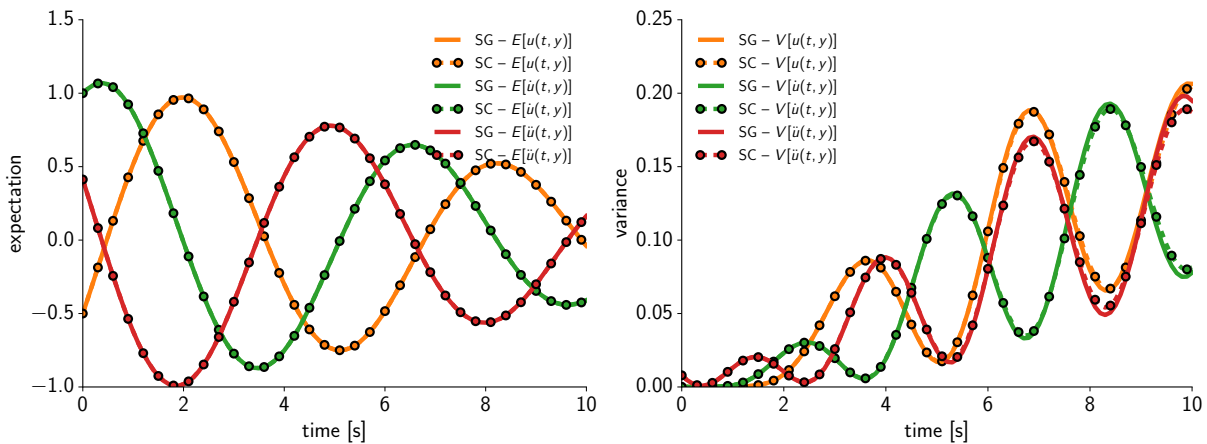 1.5
1.0
0.5
0.0
−0.5
−1.0
expectation
0
2
4
6
8
10
time [s]
SG – E[u(t, y)]
SC – E[u(t, y)]
SG – E[u̇(t, y)]
SC – E[u̇(t, y)]
SG – E[ü(t, y)]
SC – E[ü(t, y)]
0.25
0.20
0.15
0.10
0.05
0.00
variance
0
2
4
6
8
10
time [s]
SG – V[u(t, y)]
SC – V[u(t, y)]
SG – V[u̇(t, y)]
SC – V[u̇(t, y)]
SG – V[ü(t, y)]
SC – V[ü(t, y)]